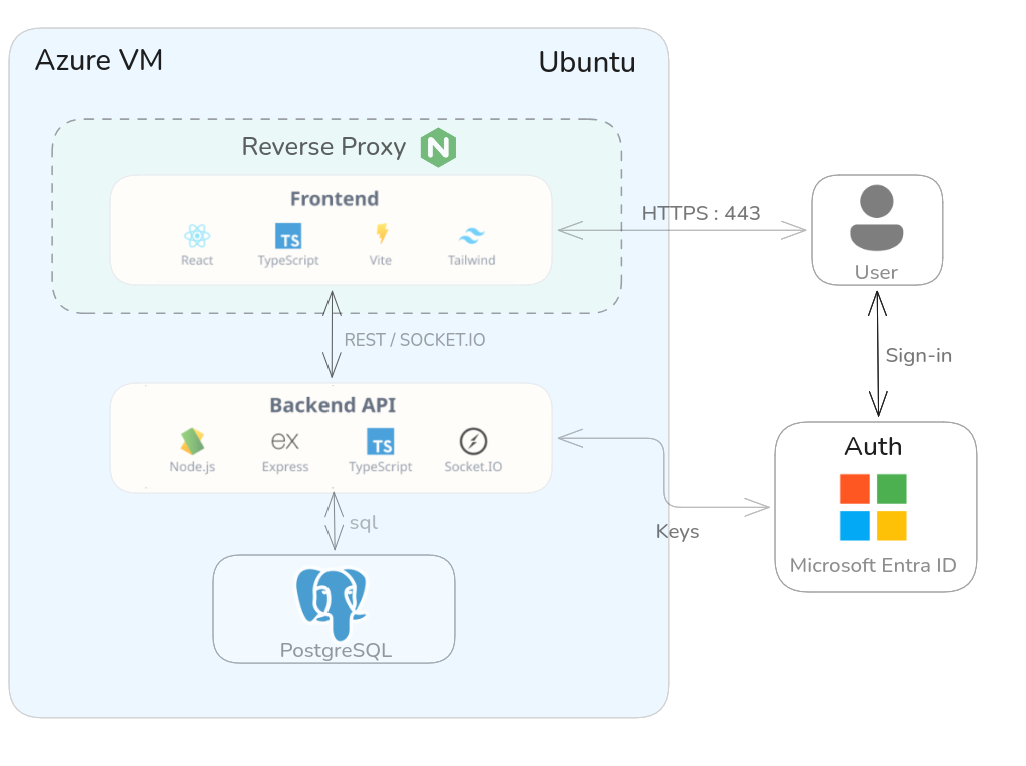 Azure VM
Ubuntu
Reverse Proxy N
Frontend
TS
React TypeScript Vite Tailwind
HTTPS : 443
User
REST / SOCKET.IO
Sign-in
Backend API
ex TS
Node.js Express TypeScript Socket.IO
Auth
sql
Keys
Microsoft Entra ID
PostgreSQL